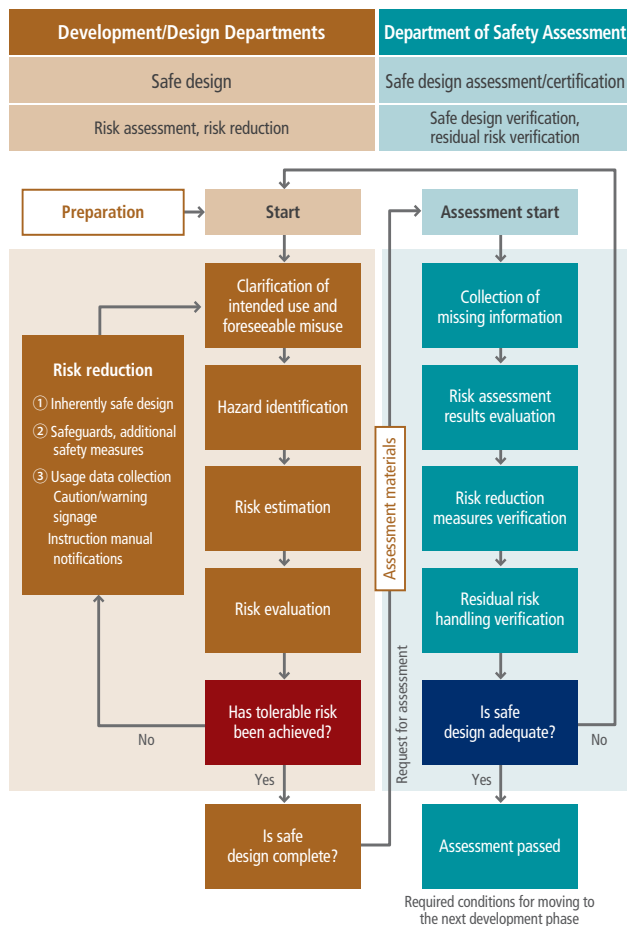 Development/Design Departments
Department of Safety Assessment
Safe design
Safe design assessment/certification
Risk assessment, risk reduction
Safe design verification,
residual risk verification
Preparation
Start
Assessment start
Clarification of
intended use and
foreseeable misuse
Collection of
missing information
Risk reduction
① Inherently safe design
② Safeguards, additional
safety measures
③ Usage data collection
Caution/warning
signage
Instruction manual
notifications
Hazard identification
Risk assessment
results evaluation
Assessment materials
Risk estimation
Risk reduction
measures verification
Risk evaluation
Residual risk
handling verification
Request for assessment
Has tolerable risk
been achieved?
No
Yes
Is safe
design adequate?
No
Yes
Is safe
design complete?
Assessment passed
Required conditions for moving to
the next development phase